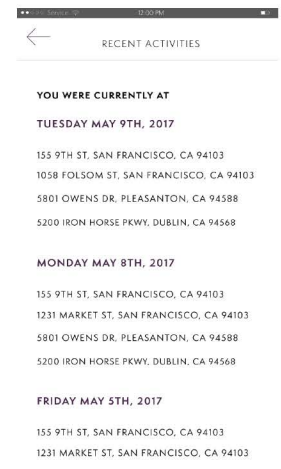 12:00 PM
RECENT ACTIVITIES
YOU WERE CURRENTLY AT
TUESDAY MAY 9TH, 2017
155 9TH ST, SAN FRANCISCO, CA 94103
1058 FOLSOM ST, SAN FRANCISCO, CA 94103
5801 OWENS DR, PLEASANTON, CA 94588
5200 IRON HORSE PKWY, DUBLIN, CA 94568
MONDAY MAY 8TH, 2017
155 9TH ST, SAN FRANCISCO, CA 94103
1231 MARKET ST, SAN FRANCISCO, CA 94103
5801 OWENS DR, PLEASANTON, CA 94588
5200 IRON HORSE PKWY, DUBLIN, CA 94568
FRIDAY MAY 5TH, 2017
155 9TH ST, SAN FRANCISCO, CA 94103
1231 MARKET ST, SAN FRANCISCO, CA 94103